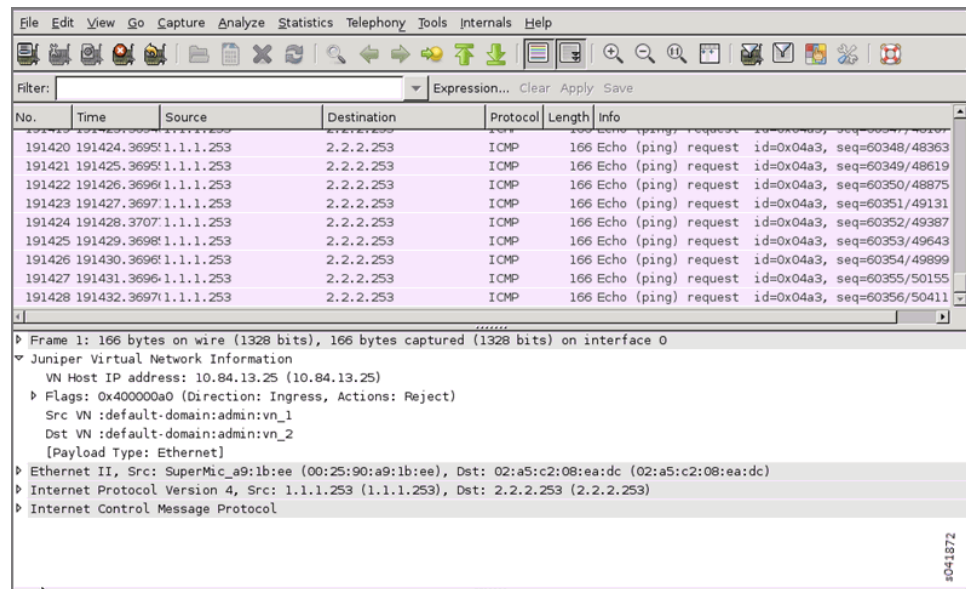 File Edit View Go Capture Analyze Statistics Telephony Tools Internals Help
Filter: Expression... Clear Apply Save
No. Time Source Destination Protocol Length Info
191420 191424.3695 1.1.1.253 2.2.2.253 ICMP 166 Echo (ping) request id=0x04a3, seq=60348/48363
191421 191425.3695 1.1.1.253 2.2.2.253 ICMP 166 Echo (ping) request id=0x04a3, seq=60349/48619
191422 191426.3696 1.1.1.253 2.2.2.253 ICMP 166 Echo (ping) request id=0x04a3, seq=60350/48875
191423 191427.3697 1.1.1.253 2.2.2.253 ICMP 166 Echo (ping) request id=0x04a3, seq=60351/49131
191424 191428.3707 1.1.1.253 2.2.2.253 ICMP 166 Echo (ping) request id=0x04a3, seq=60352/49387
191425 191429.3698 1.1.1.253 2.2.2.253 ICMP 166 Echo (ping) request id=0x04a3, seq=60353/49643
191426 191430.3696 1.1.1.253 2.2.2.253 ICMP 166 Echo (ping) request id=0x04a3, seq=60354/49899
191427 191431.3696 1.1.1.253 2.2.2.253 ICMP 166 Echo (ping) request id=0x04a3, seq=60355/50155
191428 191432.3697 1.1.1.253 2.2.2.253 ICMP 166 Echo (ping) request id=0x04a3, seq=60356/50411
Frame 1: 166 bytes on wire (1328 bits), 166 bytes captured (1328 bits) on interface 0
Juniper Virtual Network Information
VN Host IP address: 10.84.13.25 (10.84.13.25)
Flags: 0x400000a0 (Direction: Ingress, Actions: Reject)
Src VN :default-domain:admin:vn_1
Dst VN :default-domain:admin:vn_2
[Payload Type: Ethernet]
Ethernet II, Src: SuperMic_a9:1b:ee (00:25:90:a9:1b:ee), Dst: 02:a5:c2:08:ea:dc (02:a5:c2:08:ea:dc)
Internet Protocol Version 4, Src: 1.1.1.253 (1.1.1.253), Dst: 2.2.2.253 (2.2.2.253)
Internet Control Message Protocol
s041872